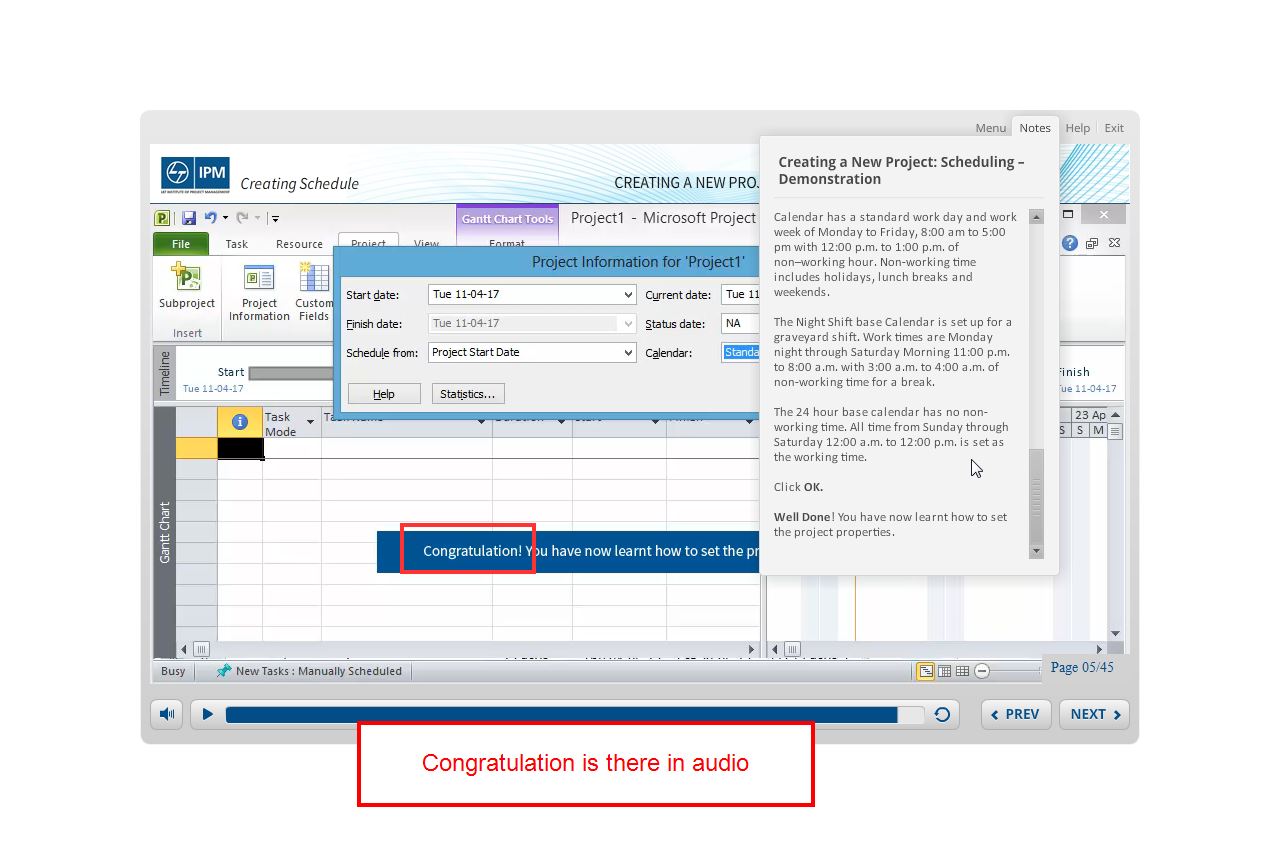 Menu Notes Help Exit
IPM
L&T INSTITUTE OF PROJECT MANAGEMENT
Creating Schedule
CREATING A NEW PROJ
Creating a New Project: Scheduling –
Demonstration
Calendar has a standard work day and work
week of Monday to Friday, 8:00 am to 5:00
pm with 12:00 p.m. to 1:00 p.m. of
non–working hour. Non-working time
includes holidays, lunch breaks and
weekends.
The Night Shift base Calendar is set up for a
graveyard shift. Work times are Monday
night through Saturday Morning 11:00 p.m.
to 8:00 a.m. with 3:00 a.m. to 4:00 a.m. of
non-working time for a break.
The 24 hour base calendar has no non-
working time. All time from Sunday through
Saturday 12:00 a.m. to 12:00 p.m. is set as
the working time.
Click OK.
Well Done! You have now learnt how to set
the project properties.
Gantt Chart Tools
Project1 - Microsoft Project
File Task Resource Project View Format
Subproject
Project
Information
Custom
Fields
Insert
Project Information for 'Project1'
Start date: Tue 11-04-17 Current date: Tue 11
Finish date: Tue 11-04-17 Status date: NA
Schedule from: Project Start Date Calendar: Standa
Help Statistics...
Timeline
Start
Tue 11-04-17
Finish
Tue 11-04-17
Task
Mode
23 Ap
S S M
Gantt Chart
Congratulation! You have now learnt how to set the pr
Busy New Tasks : Manually Scheduled
Page 05/45
PREV NEXT
Congratulation is there in audio